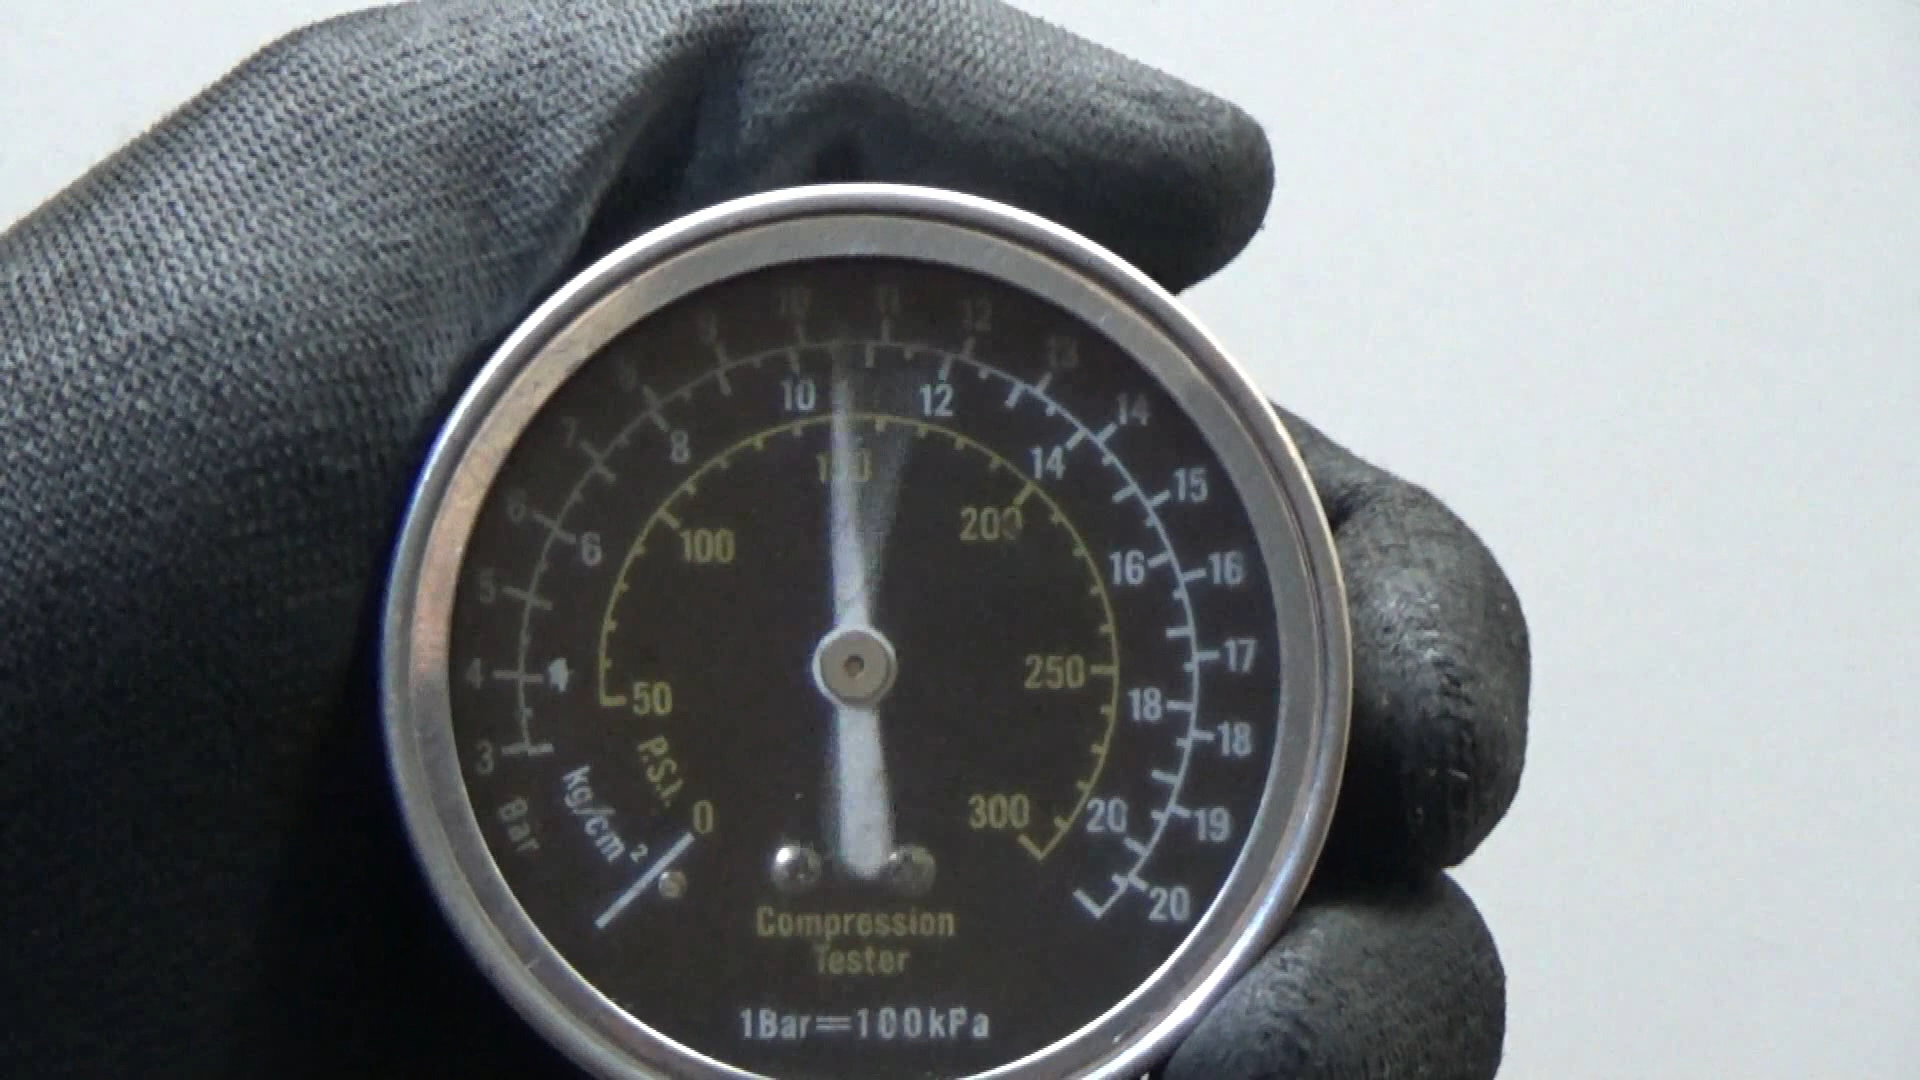 10 11 12 13 14 15 16 17 18 19 20
3 4 5 6 7 8 9
6 8 10 12 14 16 18 20
50 100 150 200 250 300
0
P.S.I.
kg/cm²
Bar
Compression
Tester
1Bar=100kPa